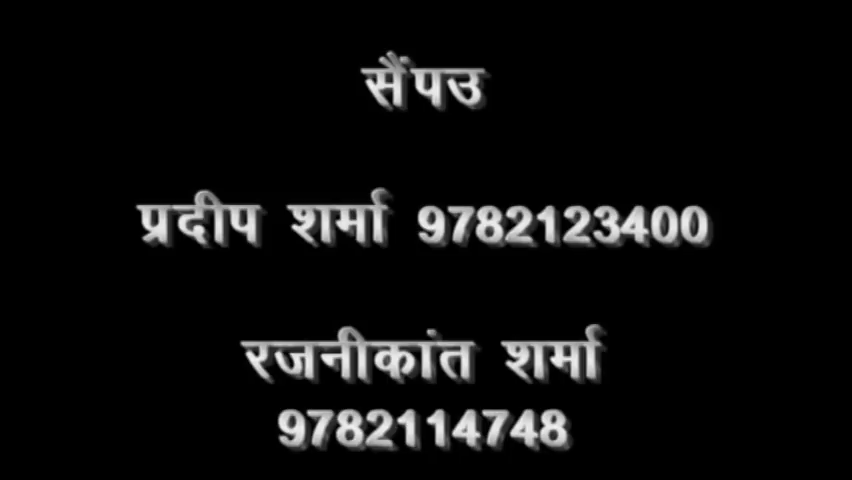 सैंपउ
प्रदीप शर्मा 9782123400
रजनीकांत शर्मा
9782114748